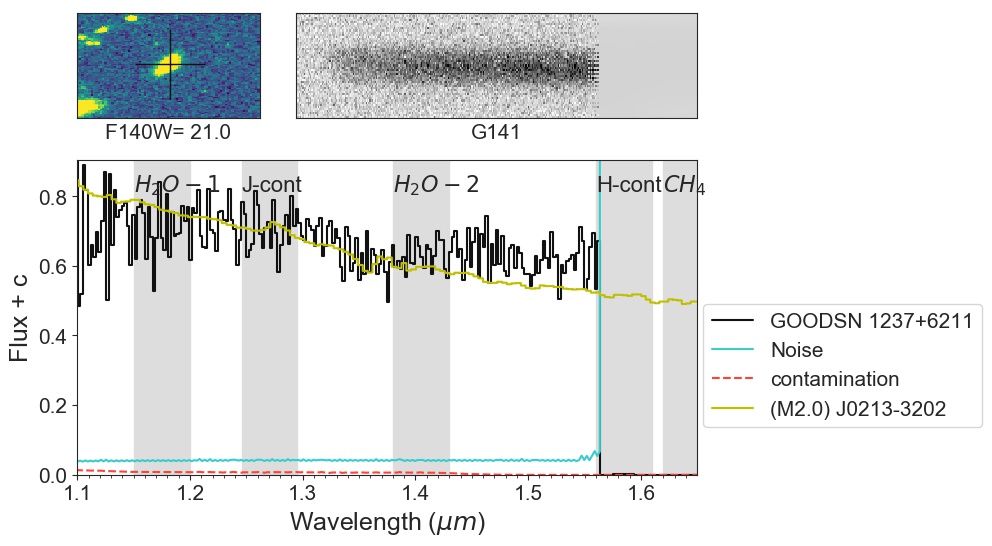 F140W= 21.0
G141
H₂O − 1 J-cont H₂O − 2 H-cont CH₄
0.8
0.6
0.4
0.2
0.0
Flux + c
1.1 1.2 1.3 1.4 1.5 1.6
Wavelength (μm)
GOODSN 1237+6211
Noise
contamination
(M2.0) J0213-3202